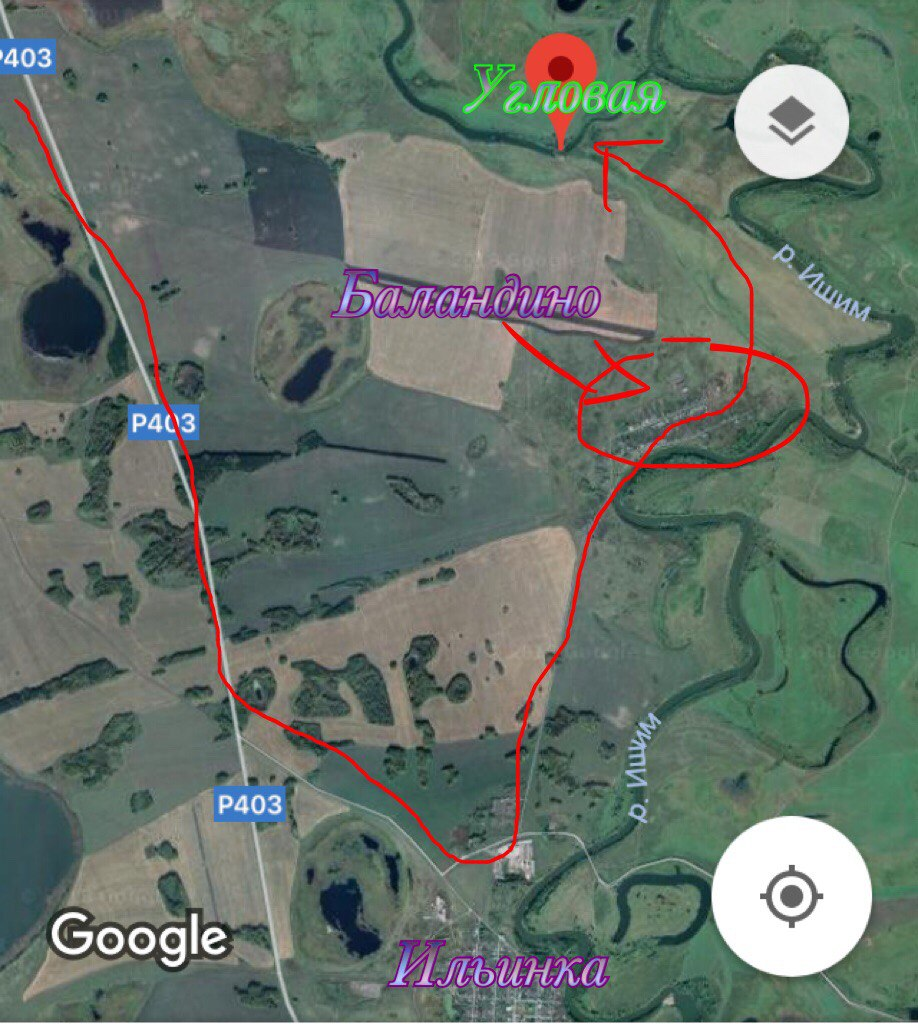 P403
Угловая
р. Ишим
Баландино
P403
р. Ишим
P403
Google
Ильинка